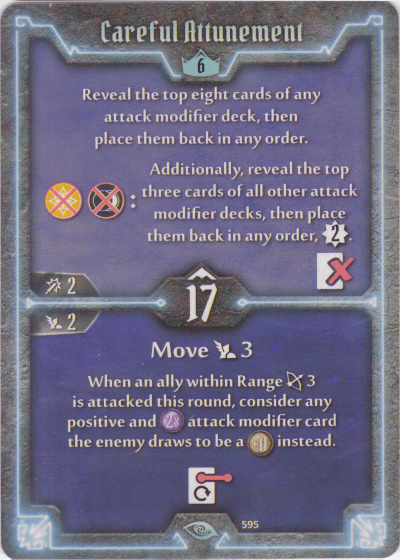 Careful Attunement
6
Reveal the top eight cards of any
attack modifier deck, then
place them back in any order.
Additionally, reveal the top
: three cards of all other attack
modifier decks, then place
them back in any order, 2.
2
17
2
Move 3
When an ally within Range 3
is attacked this round, consider any
positive and 2x attack modifier card
the enemy draws to be a +0 instead.
595